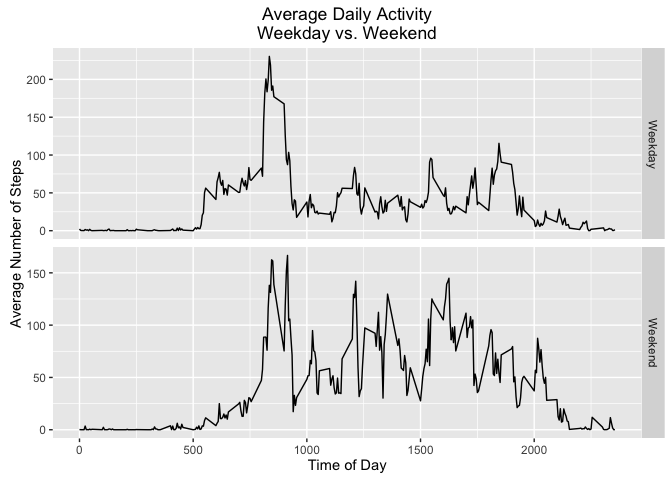 Average Daily Activity
Weekday vs. Weekend
Average Number of Steps
200
150
100
50
0
Weekday
150
100
50
0
Weekend
0 500 1000 1500 2000
Time of Day